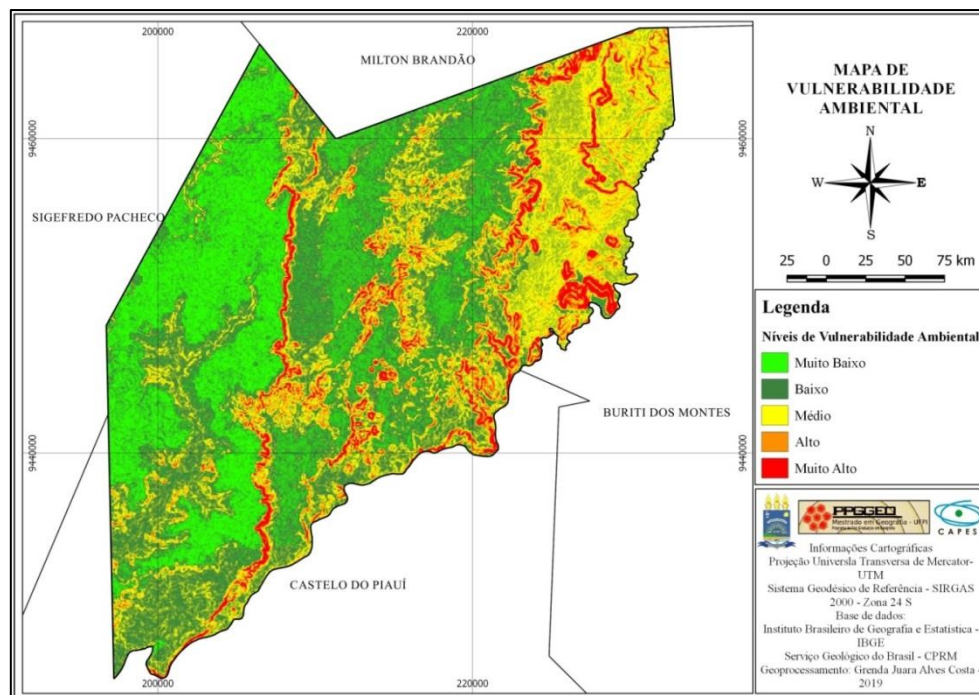 200000
220000
MILTON BRANDÃO
9460000
9460000
SIGEFREDO PACHECO
BURITI DOS MONTES
9440000
9440000
CASTELO DO PIAUÍ
200000
220000
MAPA DE
VULNERABILIDADE
AMBIENTAL
N
W
E
S
25 0 25 50 75 km
Legenda
Níveis de Vulnerabilidade Ambiental
Muito Baixo
Baixo
Médio
Alto
Muito Alto
PPGGEO
Mestrado em Geografia - UFPI
CAPES
Informações Cartográficas
Projeção Universla Transversa de Mercator-
UTM
Sistema Geodésico de Referência - SIRGAS
2000 - Zona 24 S
Base de dados:
Instituto Brasileiro de Geografia e Estatística -
IBGE
Serviço Geológico do Brasil - CPRM
Geoprocessamento: Grenda Juara Alves Costa -
2019